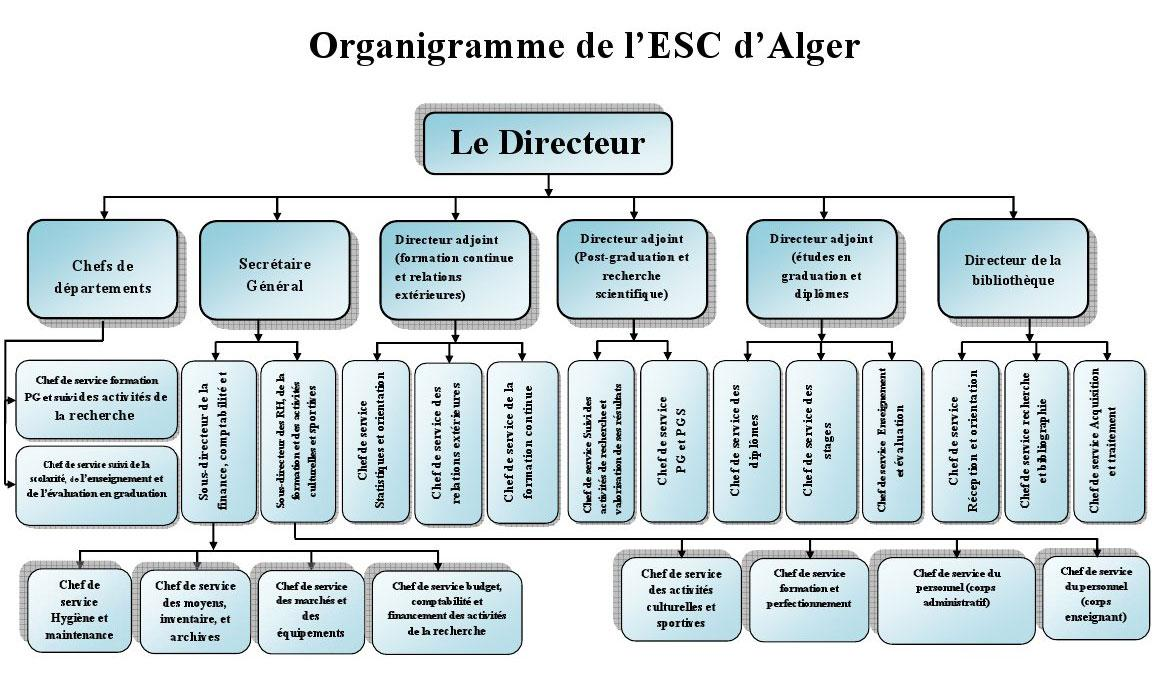 Organigramme de l’ESC d’Alger
Le Directeur
Chefs de
départements
Secrétaire
Général
Directeur adjoint
(formation continue
et relations
extérieures)
Directeur adjoint
(Post-graduation et
recherche
scientifique)
Directeur adjoint
(études en
graduation et
diplômes
Directeur de la
bibliothèque
Chef de service formation
PG et suivi des activités de
la recherche
Chef de service suivi de la
scolarité, de l’enseignement et
de l’évaluation en graduation
Sous-directeur de la
finance, comptabilité et
Sous-directeur des RH, de la
formation et des activités
culturelles et sportives
Chef de service
Statistiques et orientation
Chef de service des
relations extérieures
Chef de service de la
formation continue
Chef de service Suivi des
activités de recherche et
valorisation de ses résultats
Chef de service
PG et PGS
Chef de service des
diplômes
Chef de service des
stages
Chef de service Enseignement
et évaluation
Chef de service
Réception et orientation
Chef de service recherche
et bibliographie
Chef de service Acquisition
et traitement
Chef de
service
Hygiène et
maintenance
Chef de service
des moyens,
inventaire, et
archives
Chef de service
des marchés et
des
équipements
Chef de service budget,
comptabilité et
financement des activités
de la recherche
Chef de service
des activités
culturelles et
sportives
Chef de service
formation et
perfectionnement
Chef de service du
personnel (corps
administratif)
Chef de service
du personnel
(corps
enseignant)